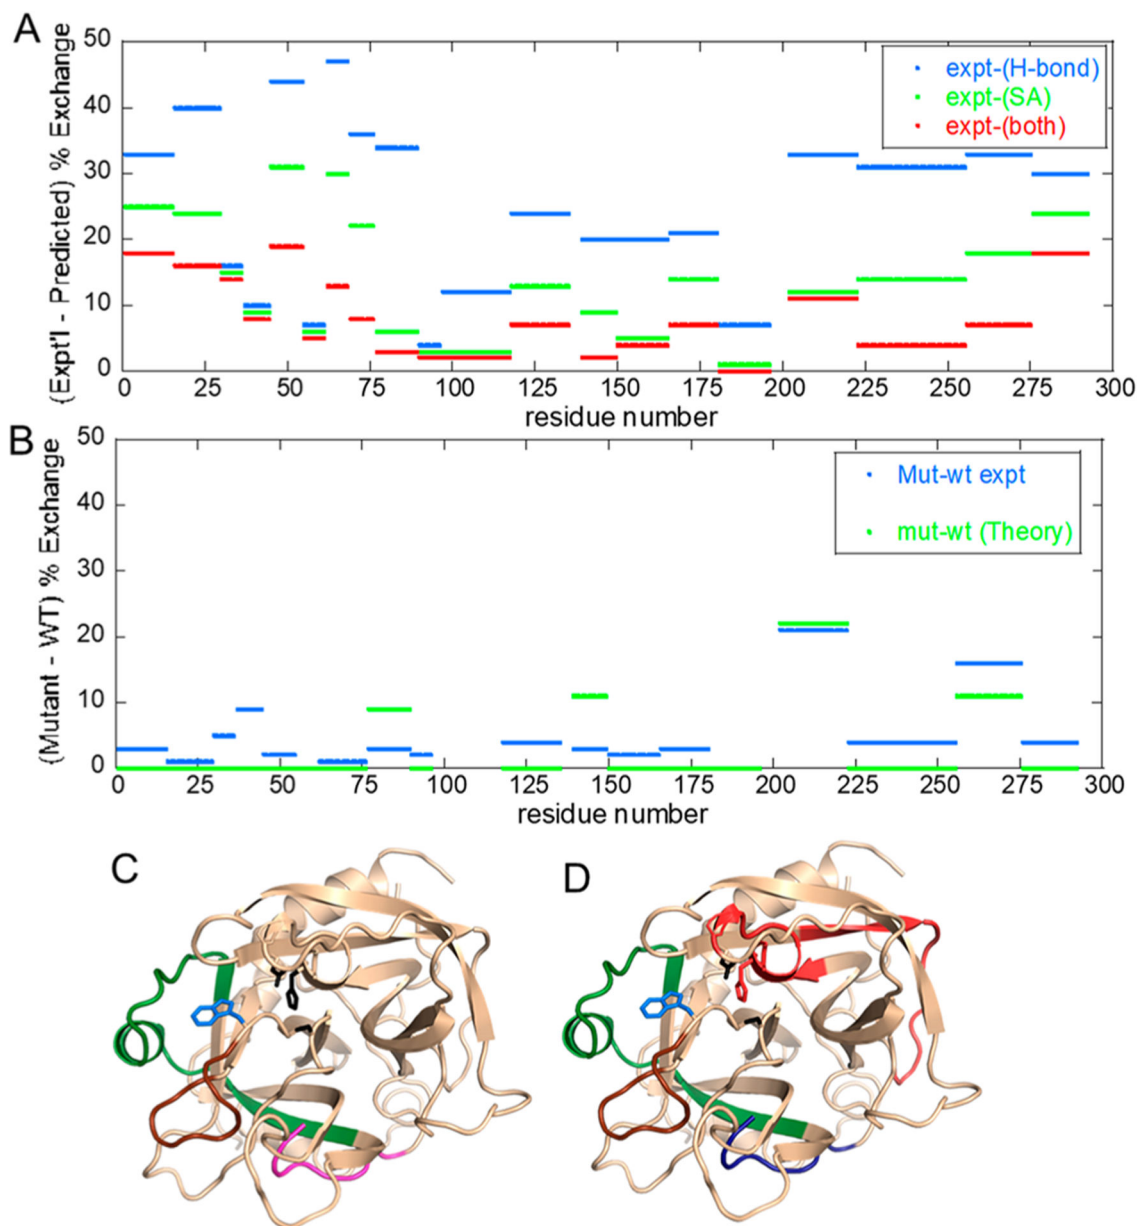 A
(Expt'l - Predicted) % Exchange
50
40
30
20
10
0
expt-(H-bond)
expt-(SA)
expt-(both)
0 25 50 75 100 125 150 175 200 225 250 275 300
residue number
B
(Mutant - WT) % Exchange
50
40
30
20
10
0
Mut-wt expt
mut-wt (Theory)
0 25 50 75 100 125 150 175 200 225 250 275 300
residue number
C
D